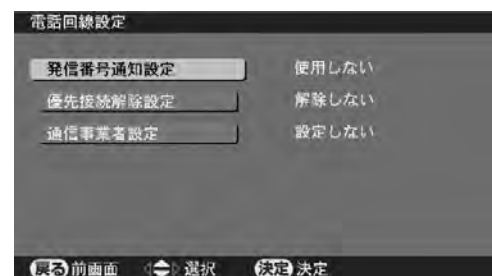 電話回線設定
発信番号通知設定 使用しない
優先接続解除設定 解除しない
通信事業者設定 設定しない
戻る 前画面 選択 決定 決定